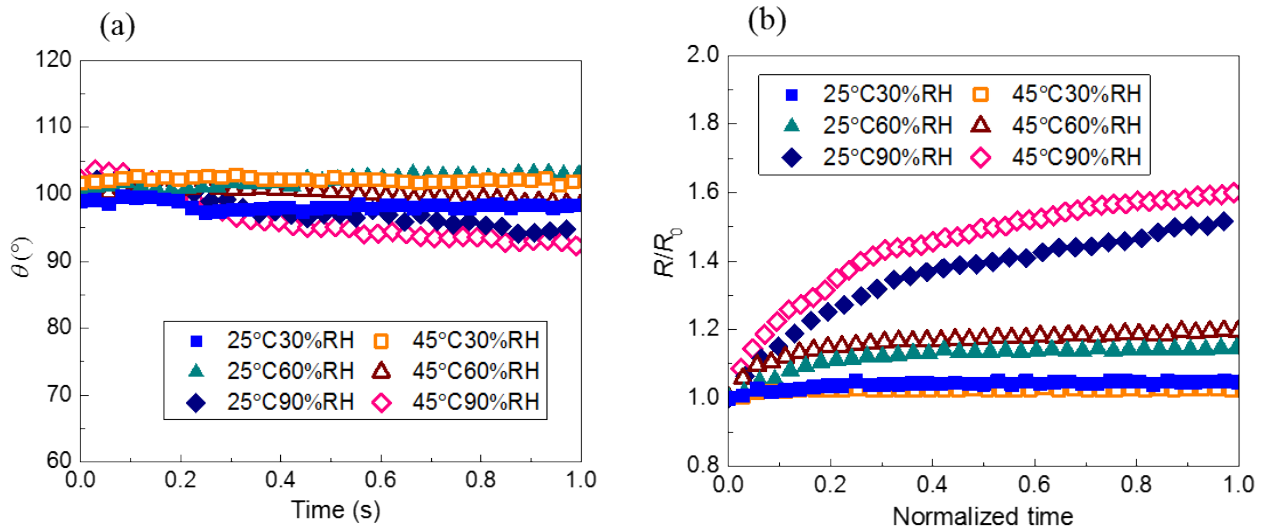 (a)
120
110
100
90
80
70
60
θ (°)
25°C30%RH 45°C30%RH
25°C60%RH 45°C60%RH
25°C90%RH 45°C90%RH
0.0 0.2 0.4 0.6 0.8 1.0
Time (s)
(b)
2.0
1.8
1.6
1.4
1.2
1.0
0.8
R/R₀
25°C30%RH 45°C30%RH
25°C60%RH 45°C60%RH
25°C90%RH 45°C90%RH
0.0 0.2 0.4 0.6 0.8 1.0
Normalized time